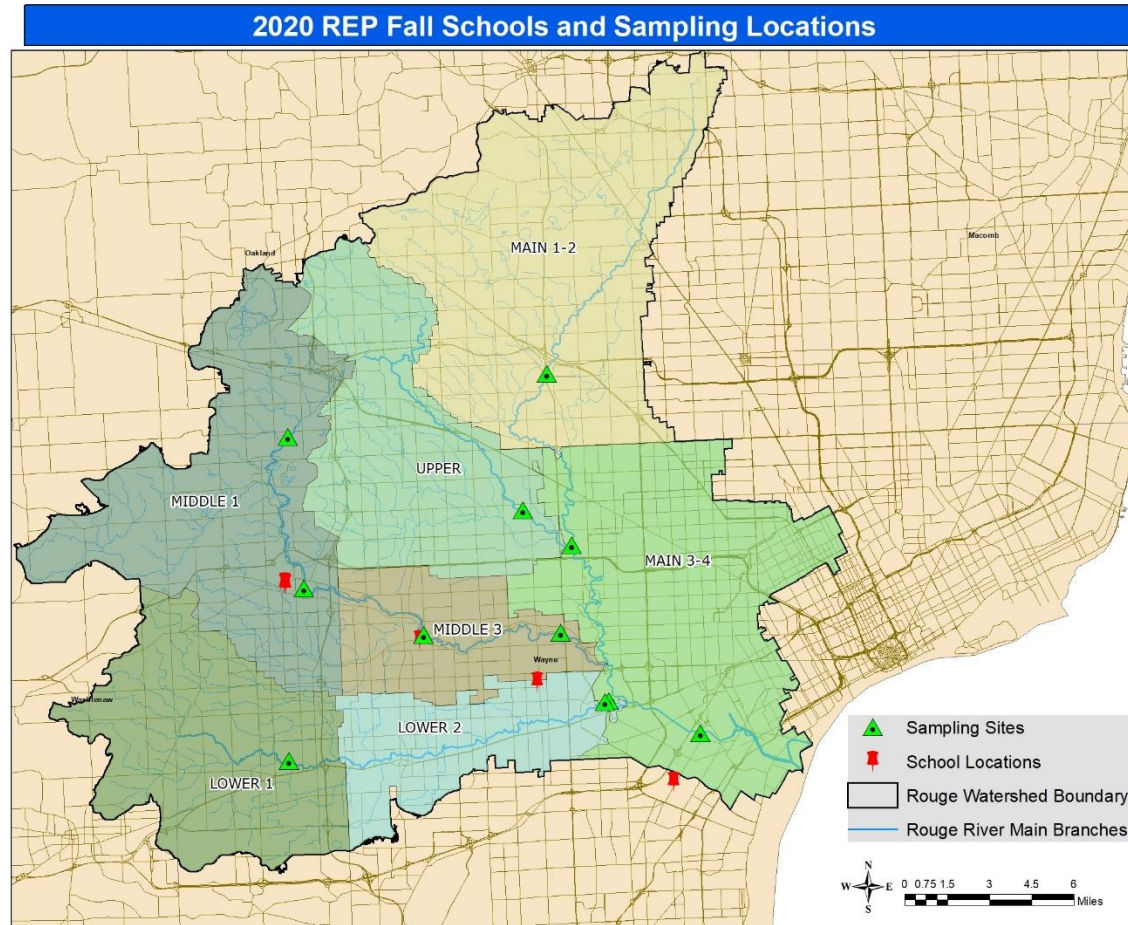 2020 REP Fall Schools and Sampling Locations
MAIN 1-2
Oakland
Macomb
UPPER
MIDDLE 1
MAIN 3-4
MIDDLE 3
Wayne
Washtenaw
LOWER 2
LOWER 1
Sampling Sites
School Locations
Rouge Watershed Boundary
Rouge River Main Branches
N
W E
S
0 0.75 1.5 3 4.5 6
Miles